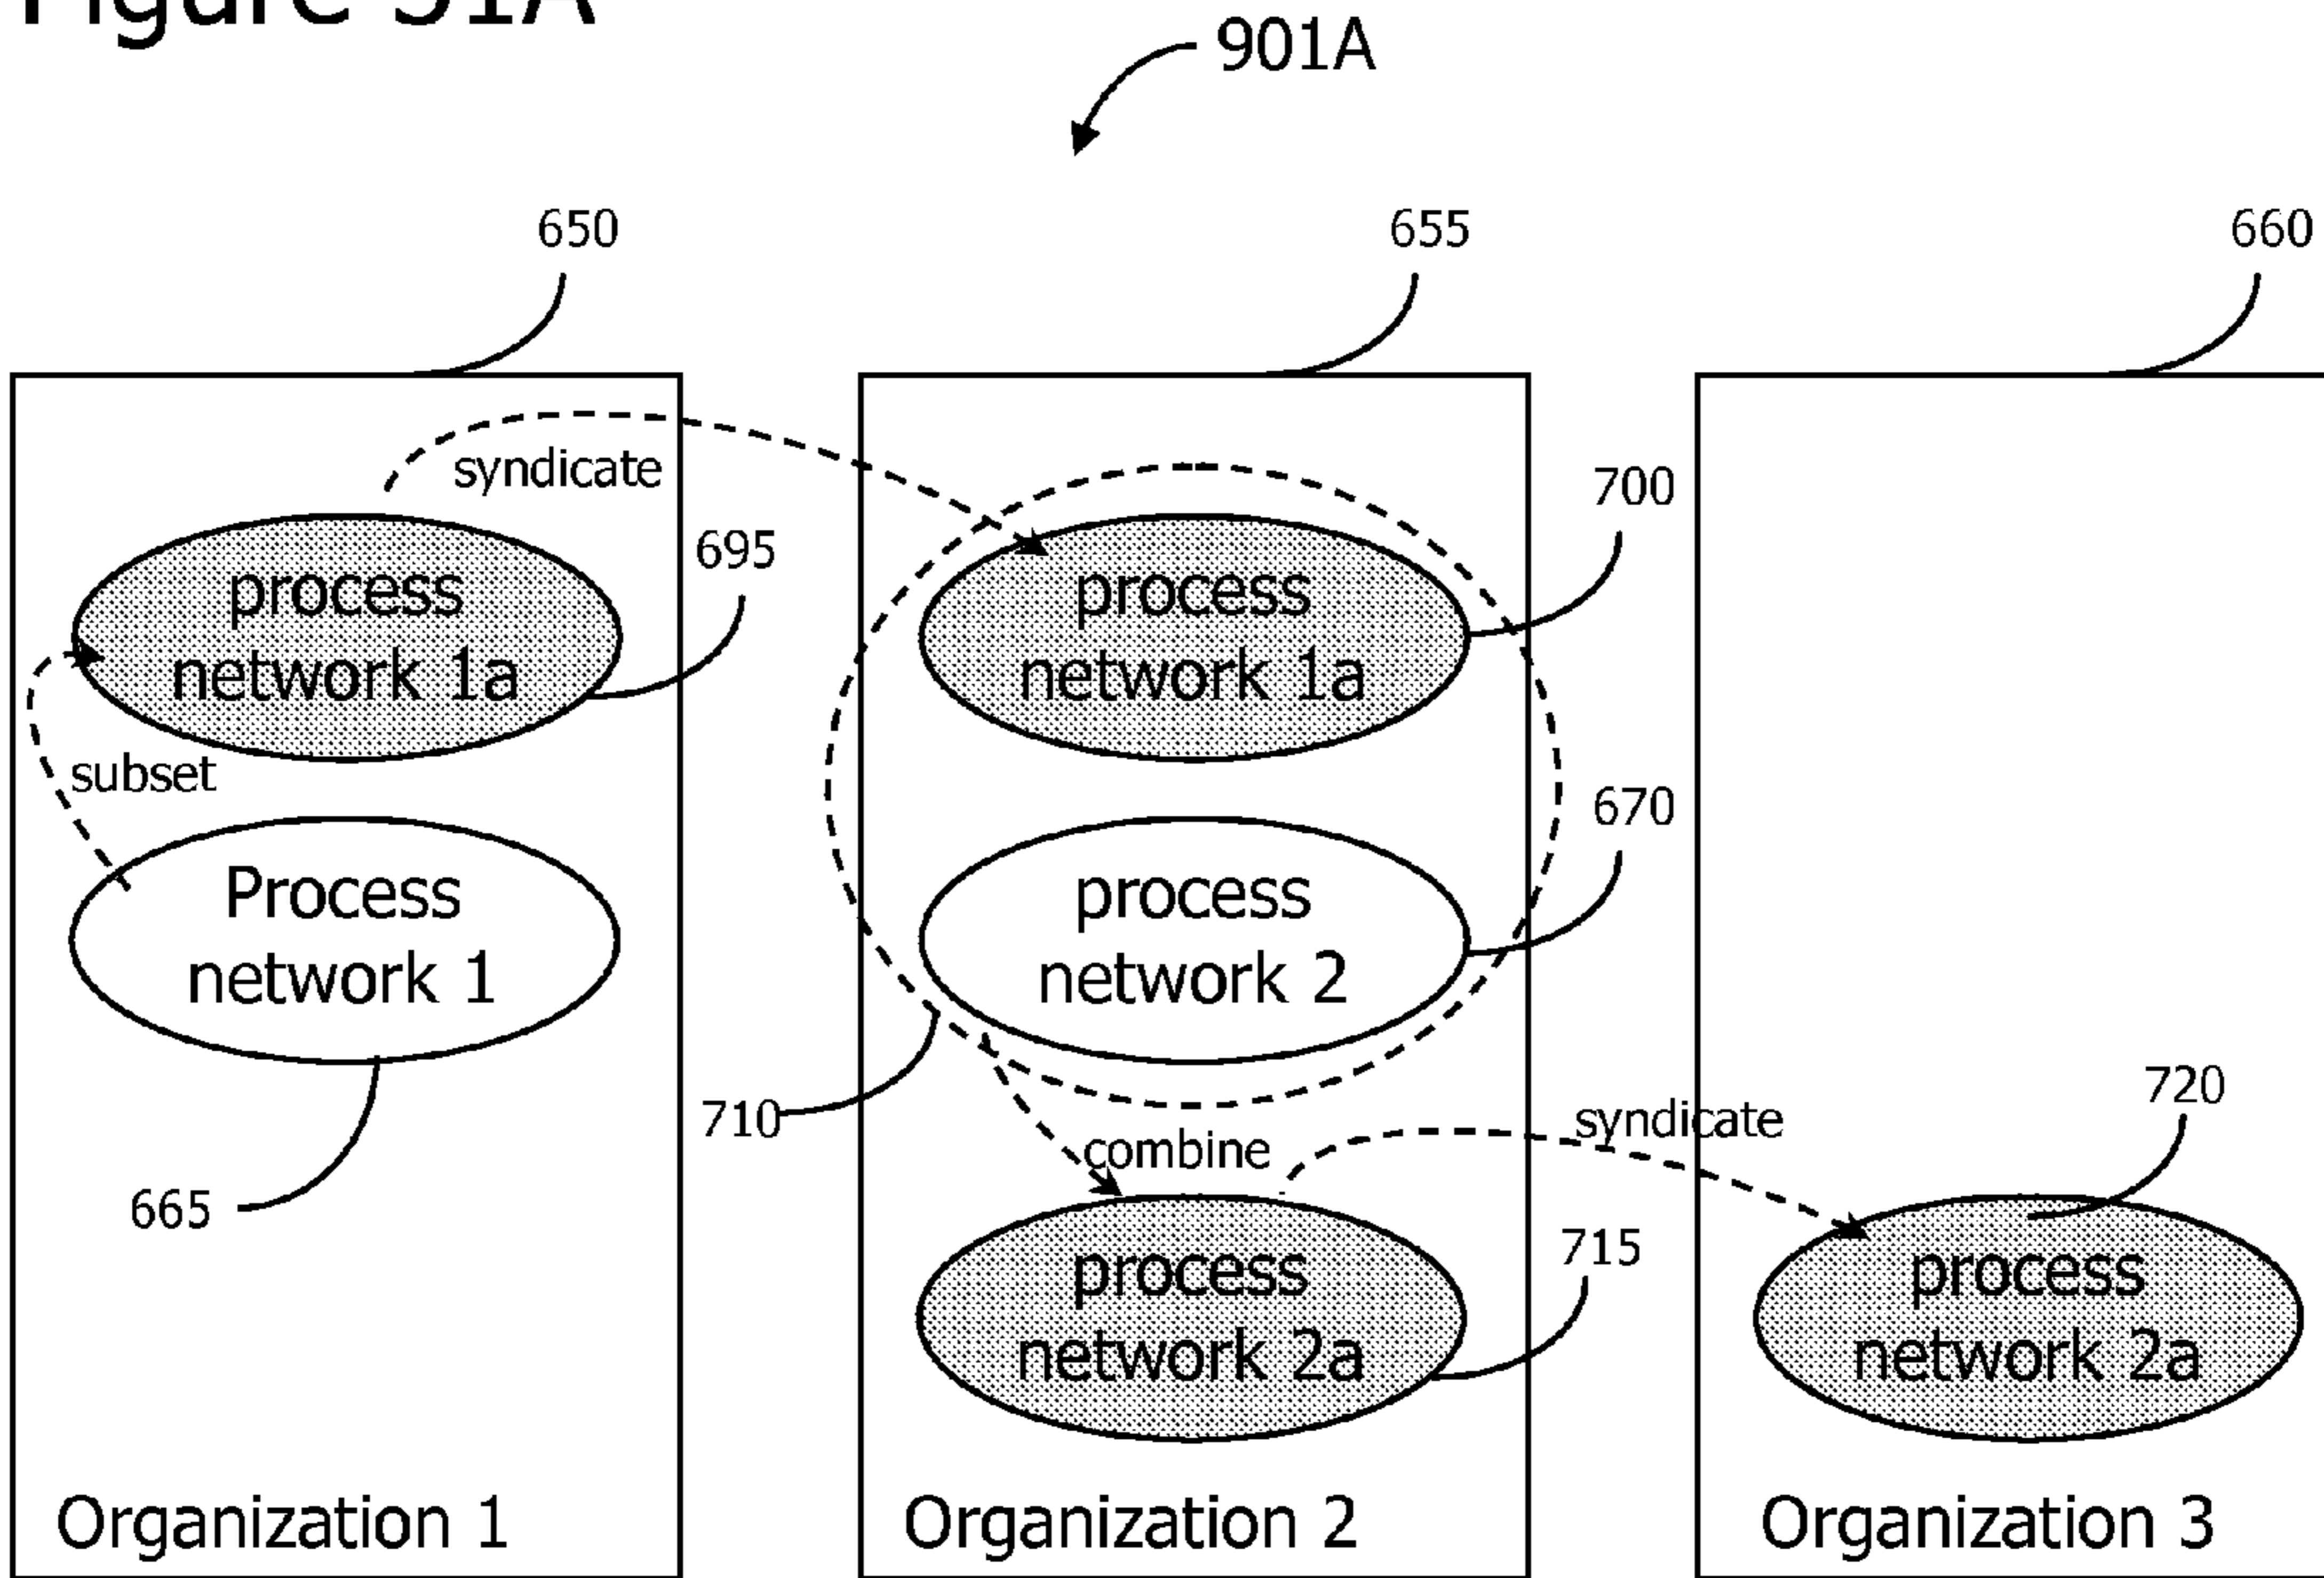 Figure 31A
901A
650
655
660
syndicate
700
695
process
network 1a
process
network 1a
subset
670
Process
network 1
process
network 2
710
720
syndicate
combine
665
715
process
network 2a
process
network 2a
Organization 1
Organization 2
Organization 3